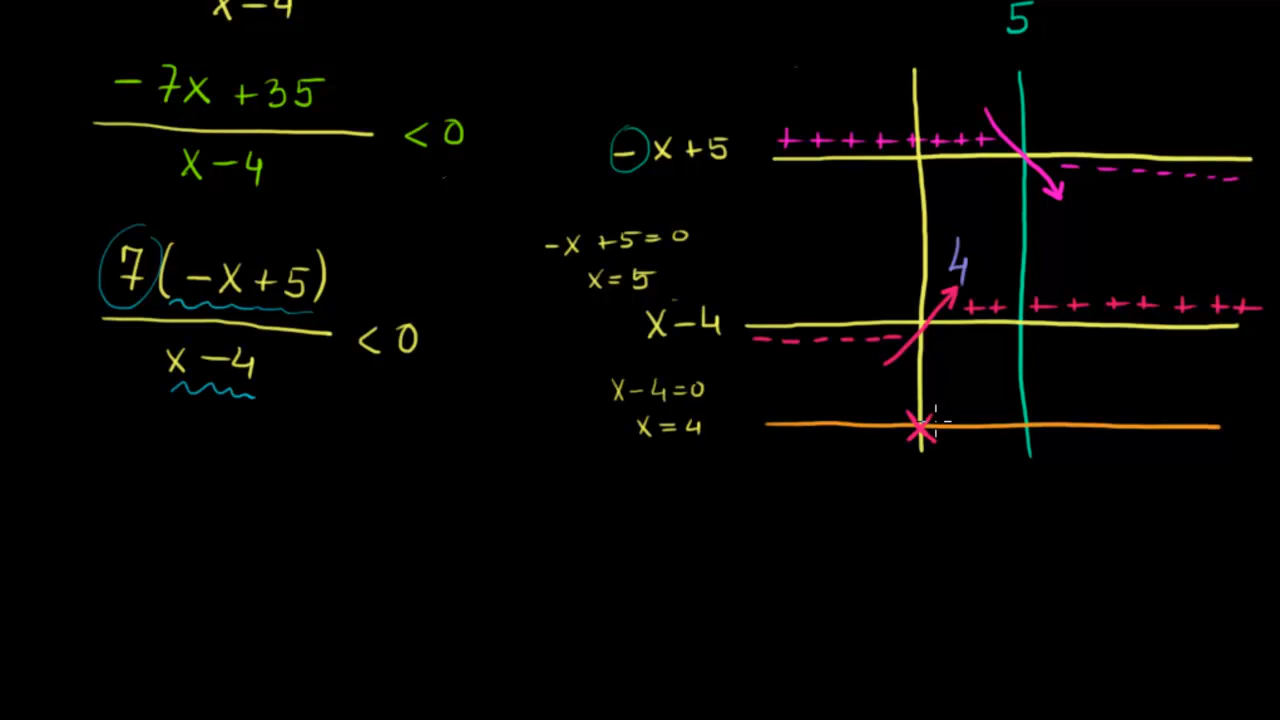 x-4
5
-7x +35
x-4
< 0
-x +5
+ + + + + + + + +
- - - - - - -
7(-x+5)
x-4
< 0
-x +5=0
x=5
4
x-4
+ + + + + + + + +
- - - - - -
x-4=0
x=4